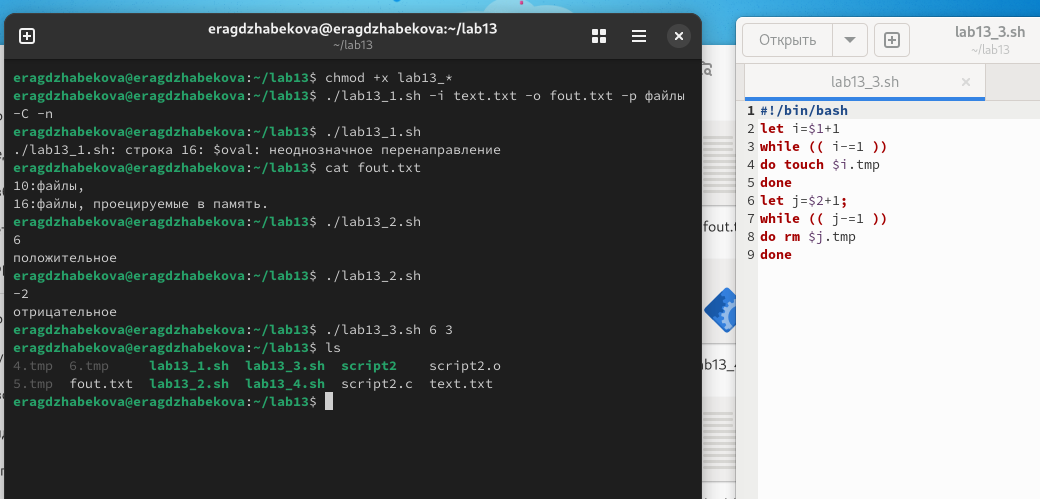 eragdzhabekova@eragdzhabekova:~/lab13
~/lab13
eragdzhabekova@eragdzhabekova:~/lab13$ chmod +x lab13_*
eragdzhabekova@eragdzhabekova:~/lab13$ ./lab13_1.sh -i text.txt -o fout.txt -p файлы
-C -n
eragdzhabekova@eragdzhabekova:~/lab13$ ./lab13_1.sh
./lab13_1.sh: строка 16: $oval: неоднозначное перенаправление
eragdzhabekova@eragdzhabekova:~/lab13$ cat fout.txt
10:файлы,
16:файлы, проецируемые в память.
eragdzhabekova@eragdzhabekova:~/lab13$ ./lab13_2.sh
6
положительное
eragdzhabekova@eragdzhabekova:~/lab13$ ./lab13_2.sh
-2
отрицательное
eragdzhabekova@eragdzhabekova:~/lab13$ ./lab13_3.sh 6 3
eragdzhabekova@eragdzhabekova:~/lab13$ ls
4.tmp 6.tmp lab13_1.sh lab13_3.sh script2 script2.o
5.tmp fout.txt lab13_2.sh lab13_4.sh script2.c text.txt
eragdzhabekova@eragdzhabekova:~/lab13$
Открыть
lab13_3.sh
~/lab13
lab13_3.sh
1 #!/bin/bash
2 let i=$1+1
3 while (( i-=1 ))
4 do touch $i.tmp
5 done
6 let j=$2+1;
7 while (( j-=1 ))
8 do rm $j.tmp
9 done